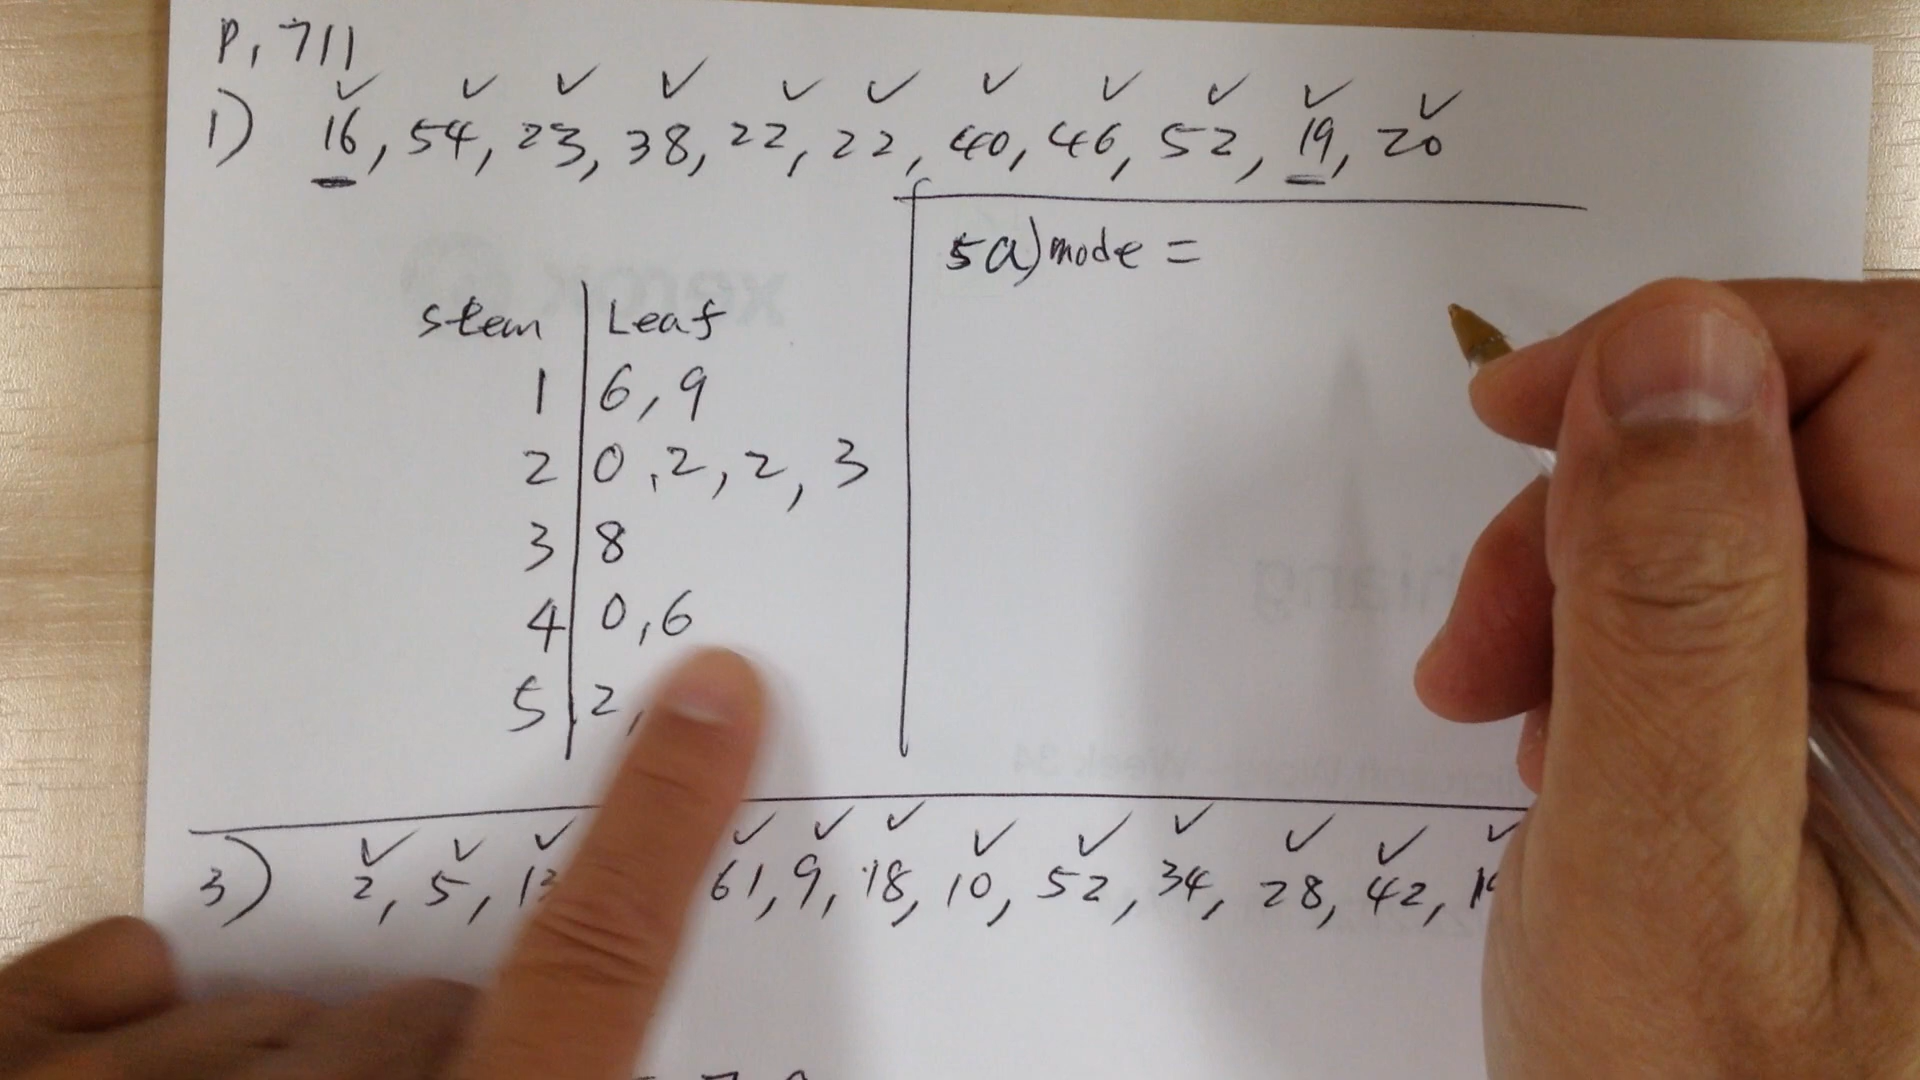 P. 711
1) 16, 54, 23, 38, 22, 22, 40, 46, 52, 19, 20
5a) mode =
stem | Leaf
1 | 6, 9
2 | 0, 2, 2, 3
3 | 8
4 | 0, 6
5 | 2,
3) 2, 5, 61, 9, 18, 10, 52, 34, 28, 42,